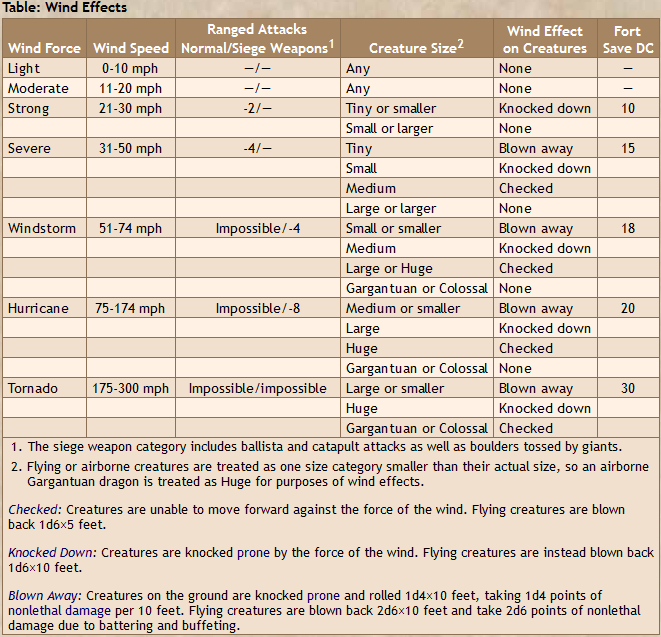 Table: Wind Effects
Wind Force Wind Speed Ranged Attacks Normal/Siege Weapons1 Creature Size2 Wind Effect on Creatures Fort Save DC
Light 0-10 mph —/— Any None —
Moderate 11-20 mph —/— Any None —
Strong 21-30 mph -2/— Tiny or smaller Knocked down 10
Small or larger None
Severe 31-50 mph -4/— Tiny Blown away 15
Small Knocked down
Medium Checked
Large or larger None
Windstorm 51-74 mph Impossible/-4 Small or smaller Blown away 18
Medium Knocked down
Large or Huge Checked
Gargantuan or Colossal None
Hurricane 75-174 mph Impossible/-8 Medium or smaller Blown away 20
Large Knocked down
Huge Checked
Gargantuan or Colossal None
Tornado 175-300 mph Impossible/impossible Large or smaller Blown away 30
Huge Knocked down
Gargantuan or Colossal Checked
1. The siege weapon category includes ballista and catapult attacks as well as boulders tossed by giants.
2. Flying or airborne creatures are treated as one size category smaller than their actual size, so an airborne
Gargantuan dragon is treated as Huge for purposes of wind effects.
Checked: Creatures are unable to move forward against the force of the wind. Flying creatures are blown
back 1d6×5 feet.
Knocked Down: Creatures are knocked prone by the force of the wind. Flying creatures are instead blown back
1d6×10 feet.
Blown Away: Creatures on the ground are knocked prone and rolled 1d4×10 feet, taking 1d4 points of
nonlethal damage per 10 feet. Flying creatures are blown back 2d6×10 feet and take 2d6 points of nonlethal
damage due to battering and buffeting.